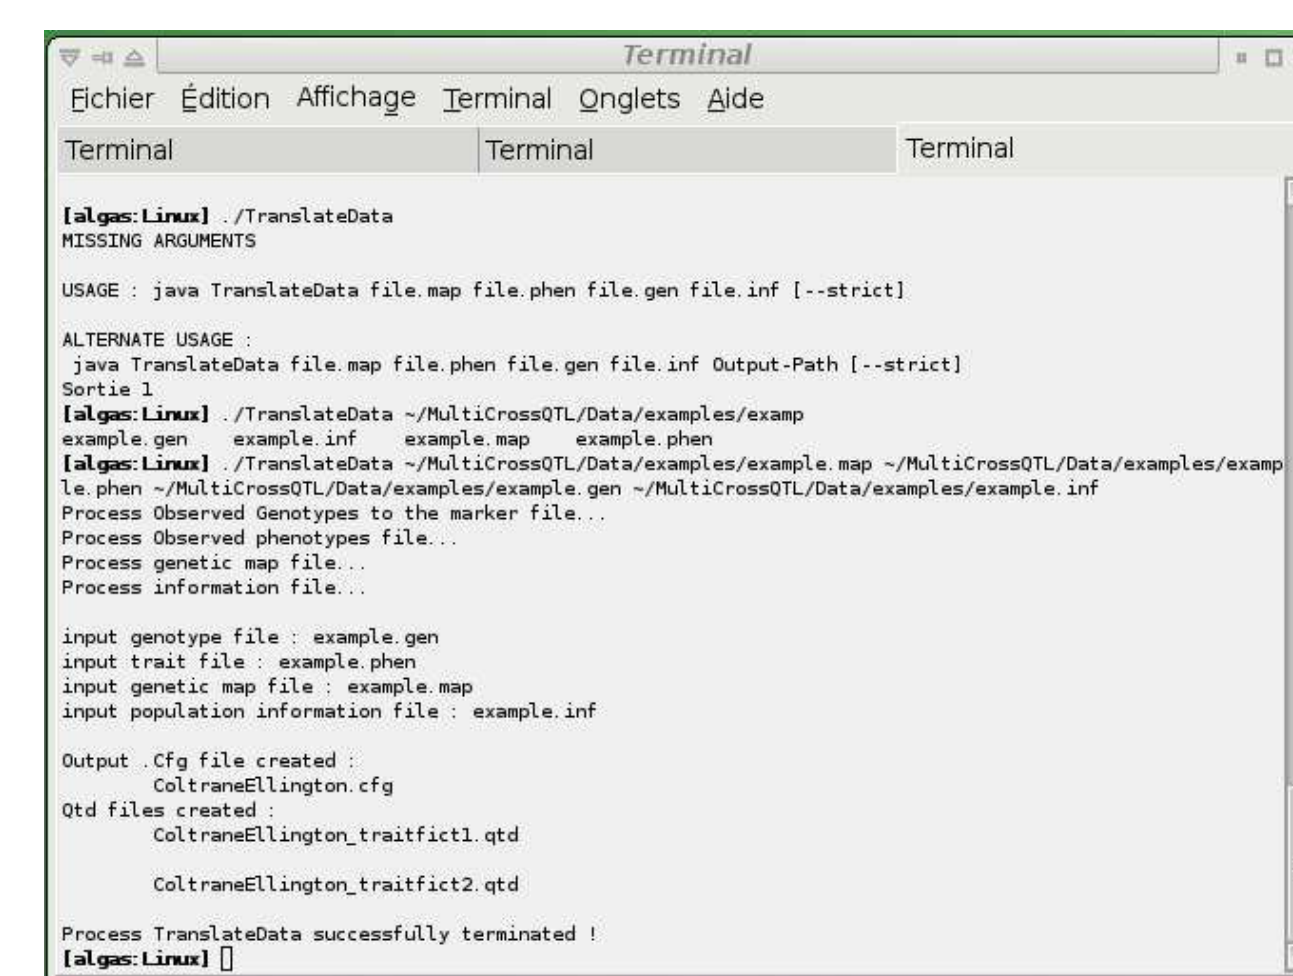 Terminal
Fichier Édition Affichage Terminal Onglets Aide
Terminal Terminal Terminal
[algas:Linux] ./TranslateData
MISSING ARGUMENTS
USAGE : java TranslateData file.map file.phen file.gen file.inf [--strict]
ALTERNATE USAGE :
java TranslateData file.map file.phen file.gen file.inf Output-Path [--strict]
Sortie 1
[algas:Linux] ./TranslateData ~/MultiCrossQTL/Data/examples/examp
example.gen example.inf example.map example.phen
[algas:Linux] ./TranslateData ~/MultiCrossQTL/Data/examples/example.map ~/MultiCrossQTL/Data/examples/examp
le.phen ~/MultiCrossQTL/Data/examples/example.gen ~/MultiCrossQTL/Data/examples/example.inf
Process Observed Genotypes to the marker file...
Process Observed phenotypes file...
Process genetic map file...
Process information file...
input genotype file : example.gen
input trait file : example.phen
input genetic map file : example.map
input population information file : example.inf
Output .Cfg file created :
ColtraneEllington.cfg
Qtd files created :
ColtraneEllington_traitfict1.qtd
ColtraneEllington_traitfict2.qtd
Process TranslateData successfully terminated !
[algas:Linux]